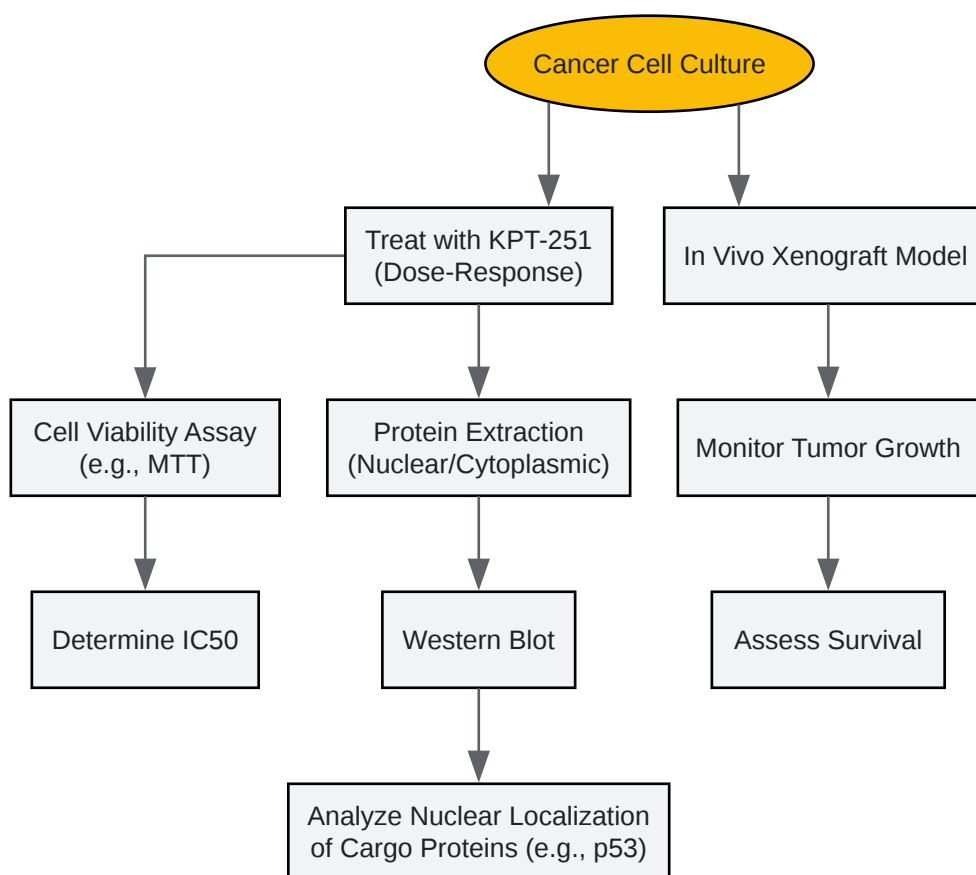 Cancer Cell Culture
Treat with KPT-251
(Dose-Response)
In Vivo Xenograft Model
Cell Viability Assay
(e.g., MTT)
Protein Extraction
(Nuclear/Cytoplasmic)
Monitor Tumor Growth
Determine IC50
Western Blot
Assess Survival
Analyze Nuclear Localization
of Cargo Proteins (e.g., p53)